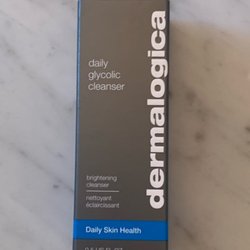 daily
glycolic
cleanser
dermalogica
brightening
cleanser
nettoyant
éclaircissant
Daily Skin Health